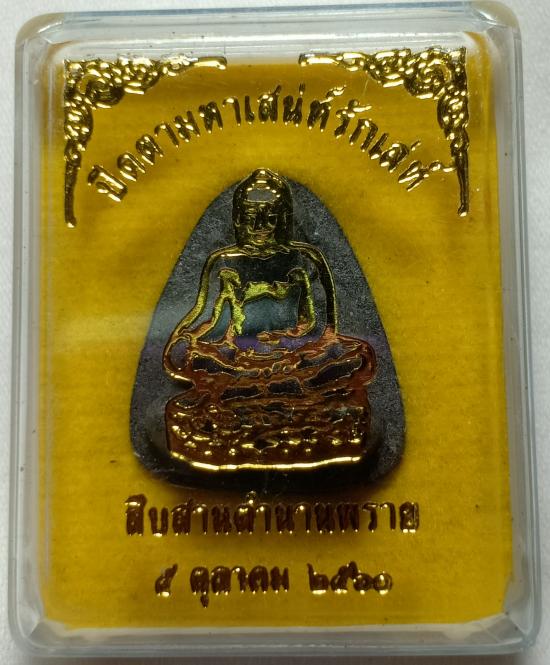 ปิดตามหาเสน่ห์รักเล่ห์
สืบสานตำนานพราย
๕ ตุลาคม ๒๕๖๐